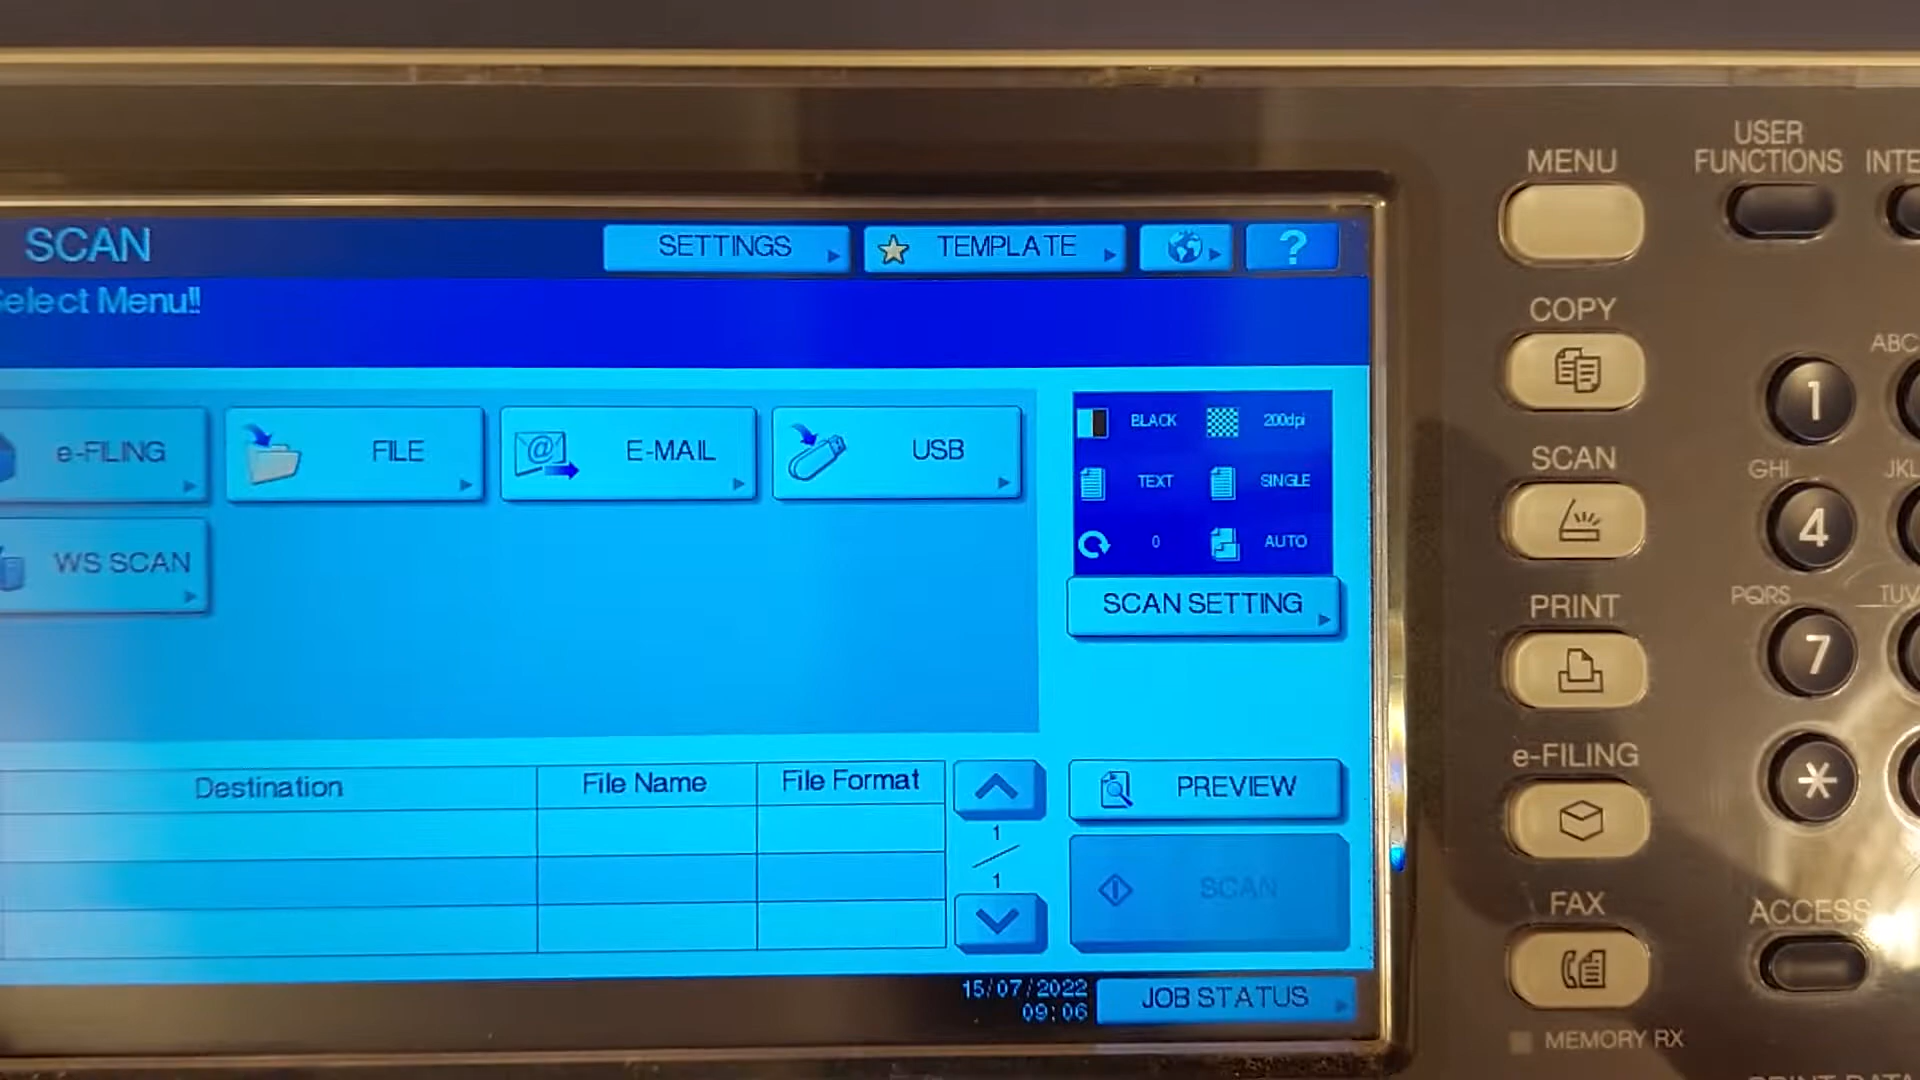 SCAN
SETTINGS
TEMPLATE
?
Select Menu!!
e-FILING
FILE
E-MAIL
USB
WS SCAN
BLACK
200dpi
TEXT
SINGLE
0
AUTO
SCAN SETTING
Destination
File Name
File Format
1
1
PREVIEW
SCAN
15/07/2022
09:06
JOB STATUS
MENU
USER
FUNCTIONS
COPY
SCAN
PRINT
e-FILING
FAX
MEMORY RX
ABC
1
GHI
JKL
4
PQRS
TUV
7
*
ACCESS